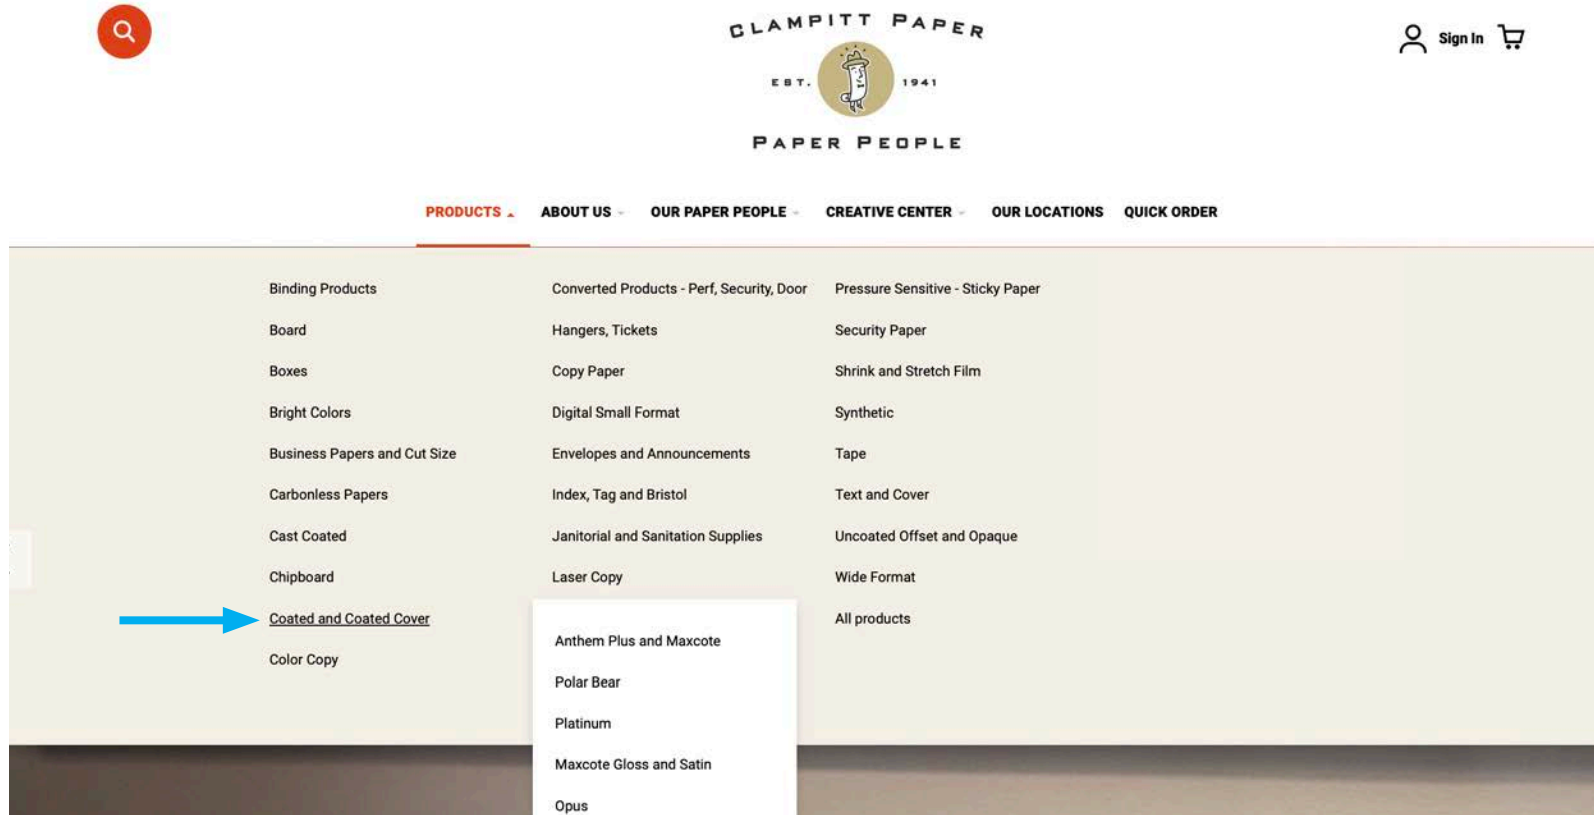 CLAMPITT PAPER
EST. 1941
PAPER PEOPLE
Sign In
PRODUCTS ABOUT US OUR PAPER PEOPLE CREATIVE CENTER OUR LOCATIONS QUICK ORDER
Binding Products
Board
Boxes
Bright Colors
Business Papers and Cut Size
Carbonless Papers
Cast Coated
Chipboard
Coated and Coated Cover
Color Copy
Converted Products - Perf, Security, Door
Hangers, Tickets
Copy Paper
Digital Small Format
Envelopes and Announcements
Index, Tag and Bristol
Janitorial and Sanitation Supplies
Laser Copy
Anthem Plus and Maxcote
Polar Bear
Platinum
Maxcote Gloss and Satin
Opus
Pressure Sensitive - Sticky Paper
Security Paper
Shrink and Stretch Film
Synthetic
Tape
Text and Cover
Uncoated Offset and Opaque
Wide Format
All products